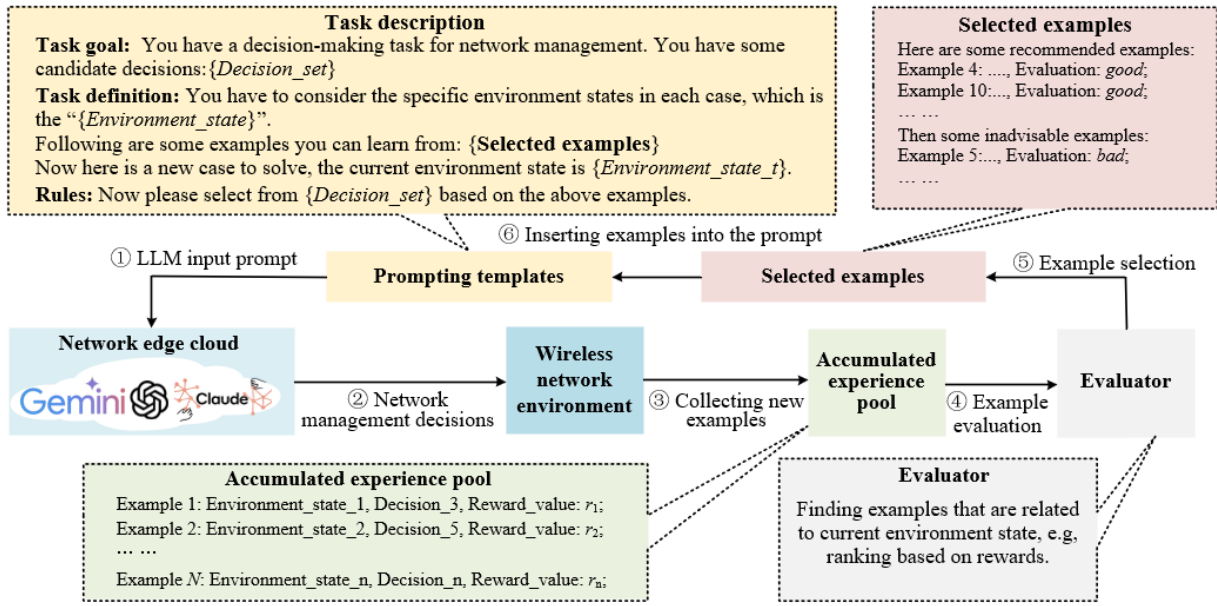 Task description
Task goal: You have a decision-making task for network management. You have some
candidate decisions:{Decision_set}
Task definition: You have to consider the specific environment states in each case, which is
the “{Environment_state}”.
Following are some examples you can learn from: {Selected examples}
Now here is a new case to solve, the current environment state is {Environment_state_t}.
Rules: Now please select from {Decision_set} based on the above examples.
Selected examples
Here are some recommended examples:
Example 4: ...., Evaluation: good;
Example 10:..., Evaluation: good;
... ...
Then some inadvisable examples:
Example 5:..., Evaluation: bad;
... ...
⑥ Inserting examples into the prompt
① LLM input prompt
Prompting templates
Selected examples
⑤ Example selection
Network edge cloud
Gemini
Claude
② Network
management decisions
Wireless
network
environment
③ Collecting new
examples
Accumulated
experience
pool
④ Example
evaluation
Evaluator
Accumulated experience pool
Example 1: Environment_state_1, Decision_3, Reward_value: r₁;
Example 2: Environment_state_2, Decision_5, Reward_value: r₂;
... ...
Example N: Environment_state_n, Decision_n, Reward_value: rₙ;
Evaluator
Finding examples that are related
to current environment state, e.g,
ranking based on rewards.